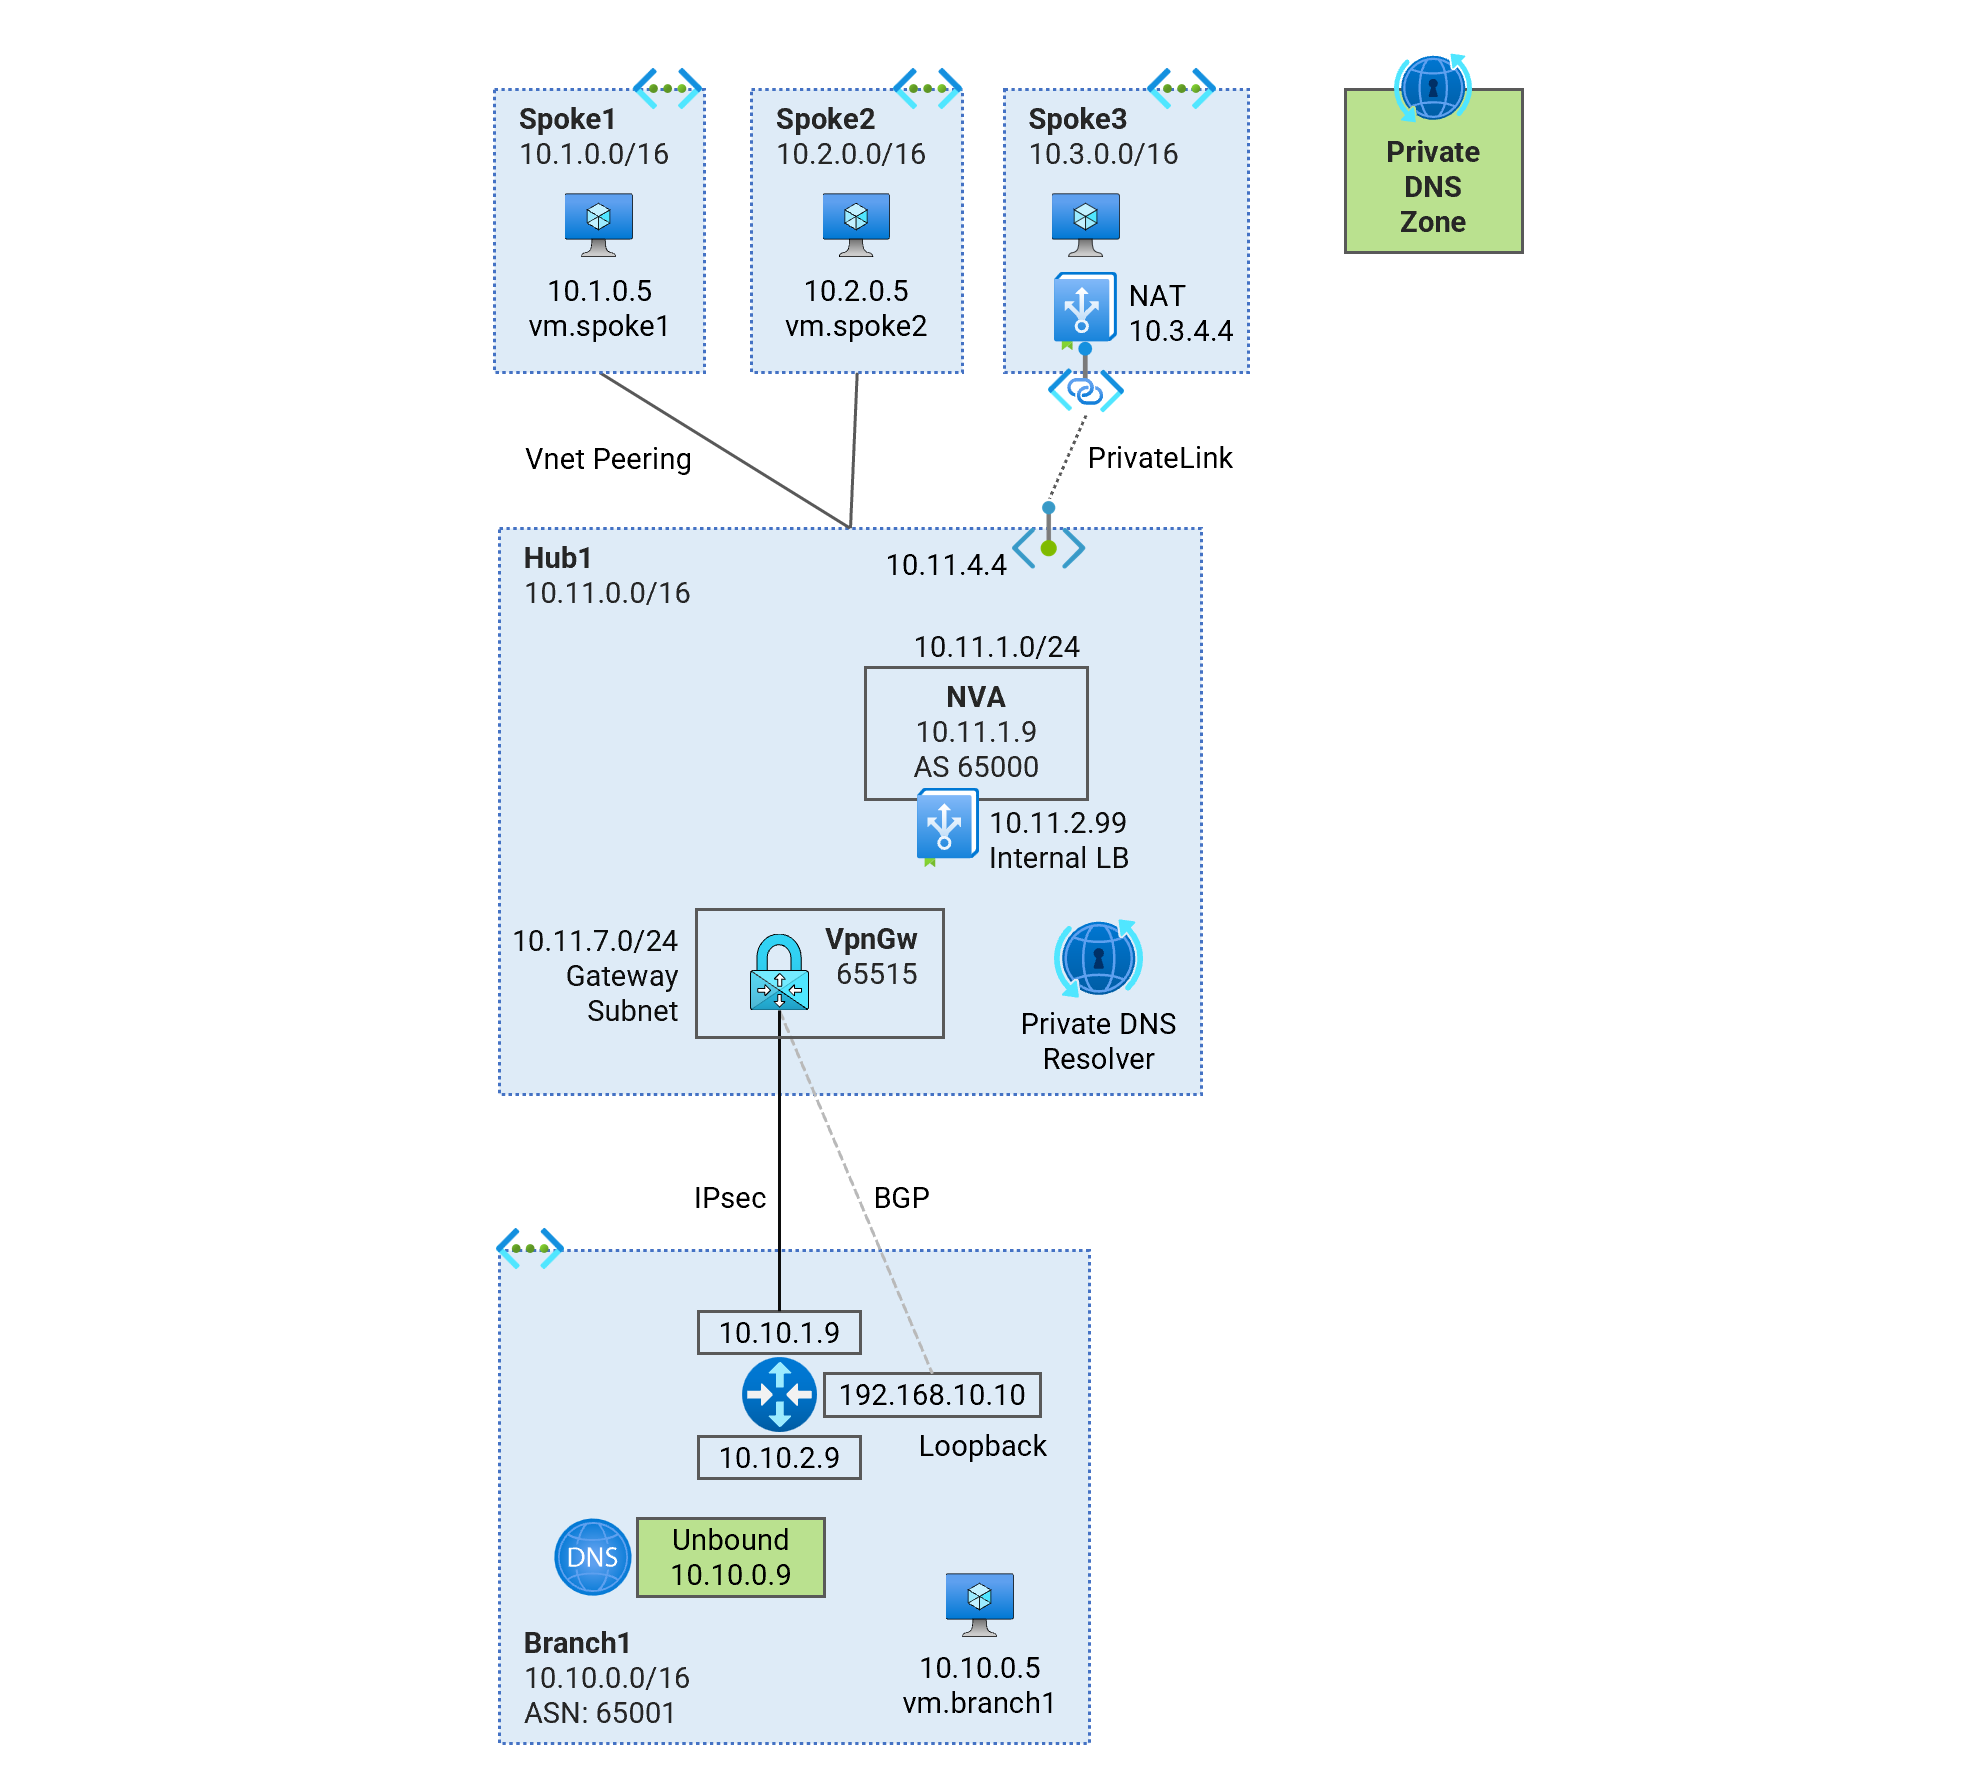 Spoke1
10.1.0.0/16
10.1.0.5
vm.spoke1
Spoke2
10.2.0.0/16
10.2.0.5
vm.spoke2
Spoke3
10.3.0.0/16
NAT
10.3.4.4
Private
DNS
Zone
Vnet Peering
PrivateLink
Hub1
10.11.0.0/16
10.11.4.4
10.11.1.0/24
NVA
10.11.1.9
AS 65000
10.11.2.99
Internal LB
10.11.7.0/24
Gateway
Subnet
VpnGw
65515
Private DNS
Resolver
IPsec
BGP
10.10.1.9
192.168.10.10
Loopback
10.10.2.9
DNS
Unbound
10.10.0.9
Branch1
10.10.0.0/16
ASN: 65001
10.10.0.5
vm.branch1